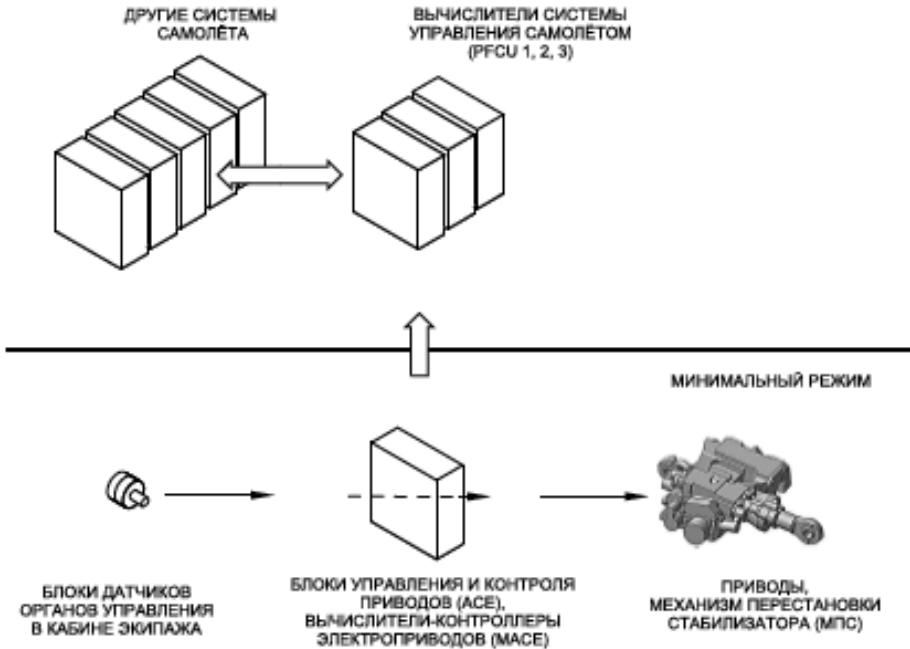 ДРУГИЕ СИСТЕМЫ
САМОЛЁТА
ВЫЧИСЛИТЕЛИ СИСТЕМЫ
УПРАВЛЕНИЯ САМОЛЁТОМ
(PFCU 1, 2, 3)
МИНИМАЛЬНЫЙ РЕЖИМ
БЛОКИ ДАТЧИКОВ
ОРГАНОВ УПРАВЛЕНИЯ
В КАБИНЕ ЭКИПАЖА
БЛОКИ УПРАВЛЕНИЯ И КОНТРОЛЯ
ПРИВОДОВ (ACE),
ВЫЧИСЛИТЕЛИ-КОНТРОЛЛЕРЫ
ЭЛЕКТРОПРИВОДОВ (MACE)
ПРИВОДЫ,
МЕХАНИЗМ ПЕРЕСТАНОВКИ
СТАБИЛИЗАТОРА (МПС)